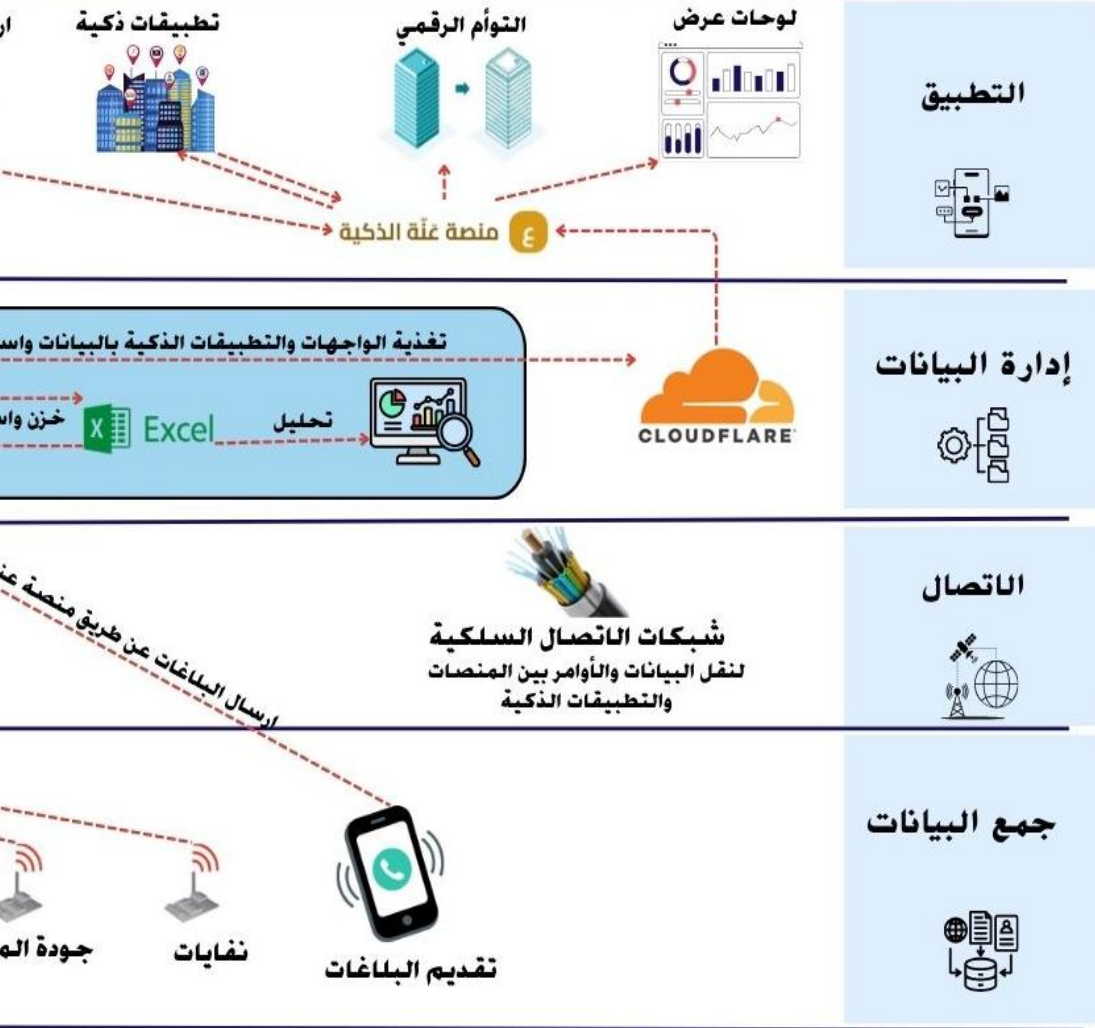 التطبيق
لوحات عرض
التوأم الرقمي
تطبيقات ذكية
منصة عَنّة الذكية
ع
إدارة البيانات
CLOUDFLARE
تغذية الواجهات والتطبيقات الذكية بالبيانات
تحليل
Excel
X
خزن
الاتصال
شبكات الاتصال السلكية
لنقل البيانات والأوامر بين المنصات
والتطبيقات الذكية
ارسال البلاغات عن طريق منصة
جمع البيانات
تقديم البلاغات
نفايات
جودة